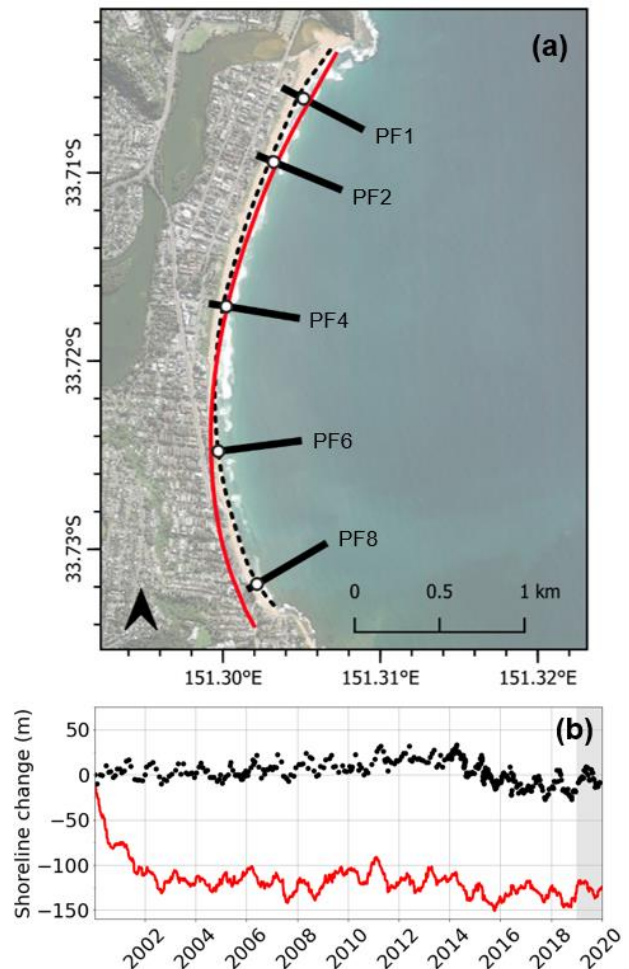 (a)
PF1
33.71°S
PF2
PF4
33.72°S
PF6
33.73°S
PF8
0 0.5 1 km
151.30°E 151.31°E 151.32°E
(b)
Shoreline change (m)
50
0
−50
−100
−150
2002 2004 2006 2008 2010 2012 2014 2016 2018 2020